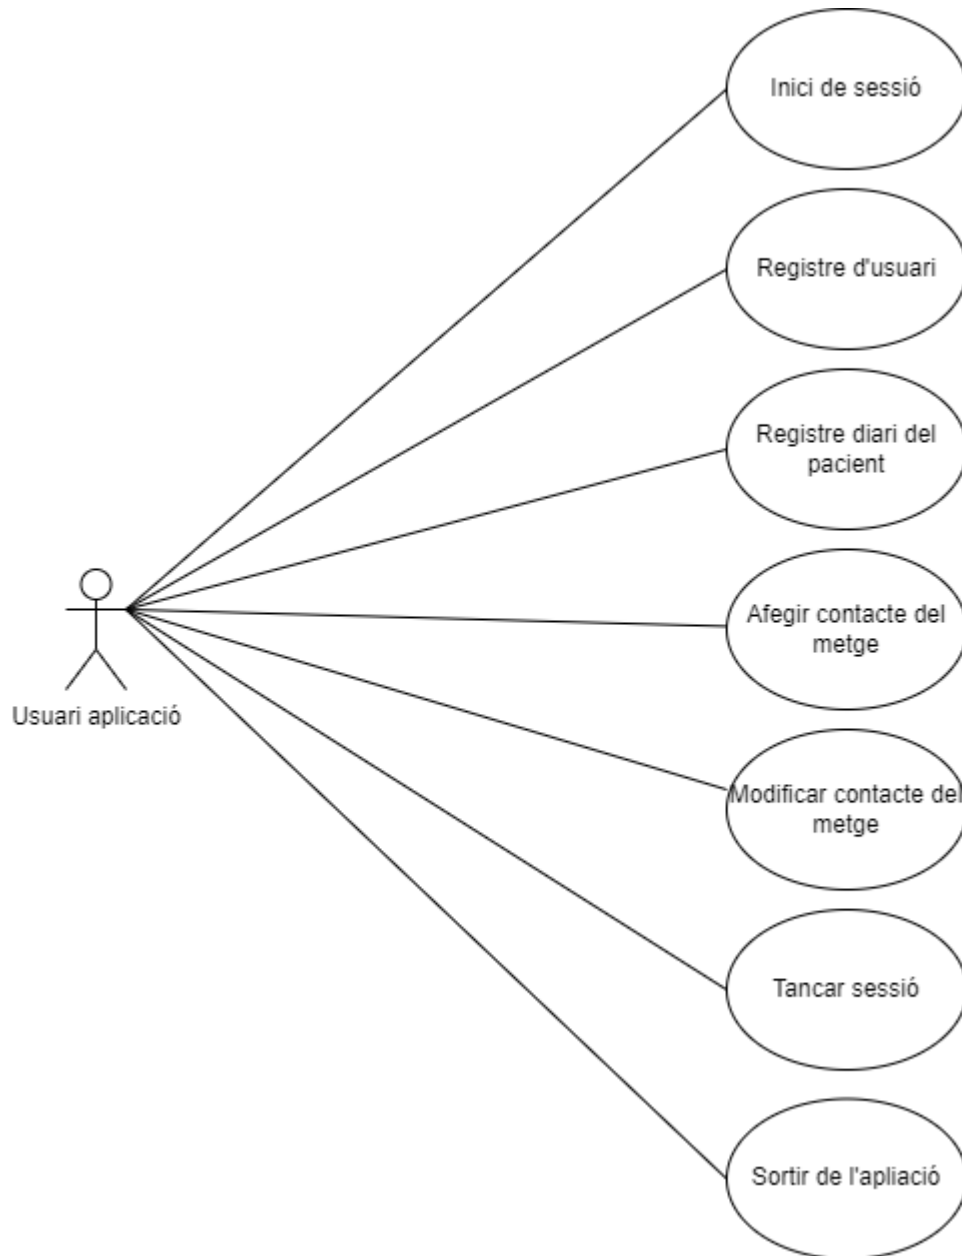 Inici de sessió
Registre d'usuari
Registre diari del
pacient
Afegir contacte del
metge
Usuari aplicació
Modificar contacte del
metge
Tancar sessió
Sortir de l'apliació